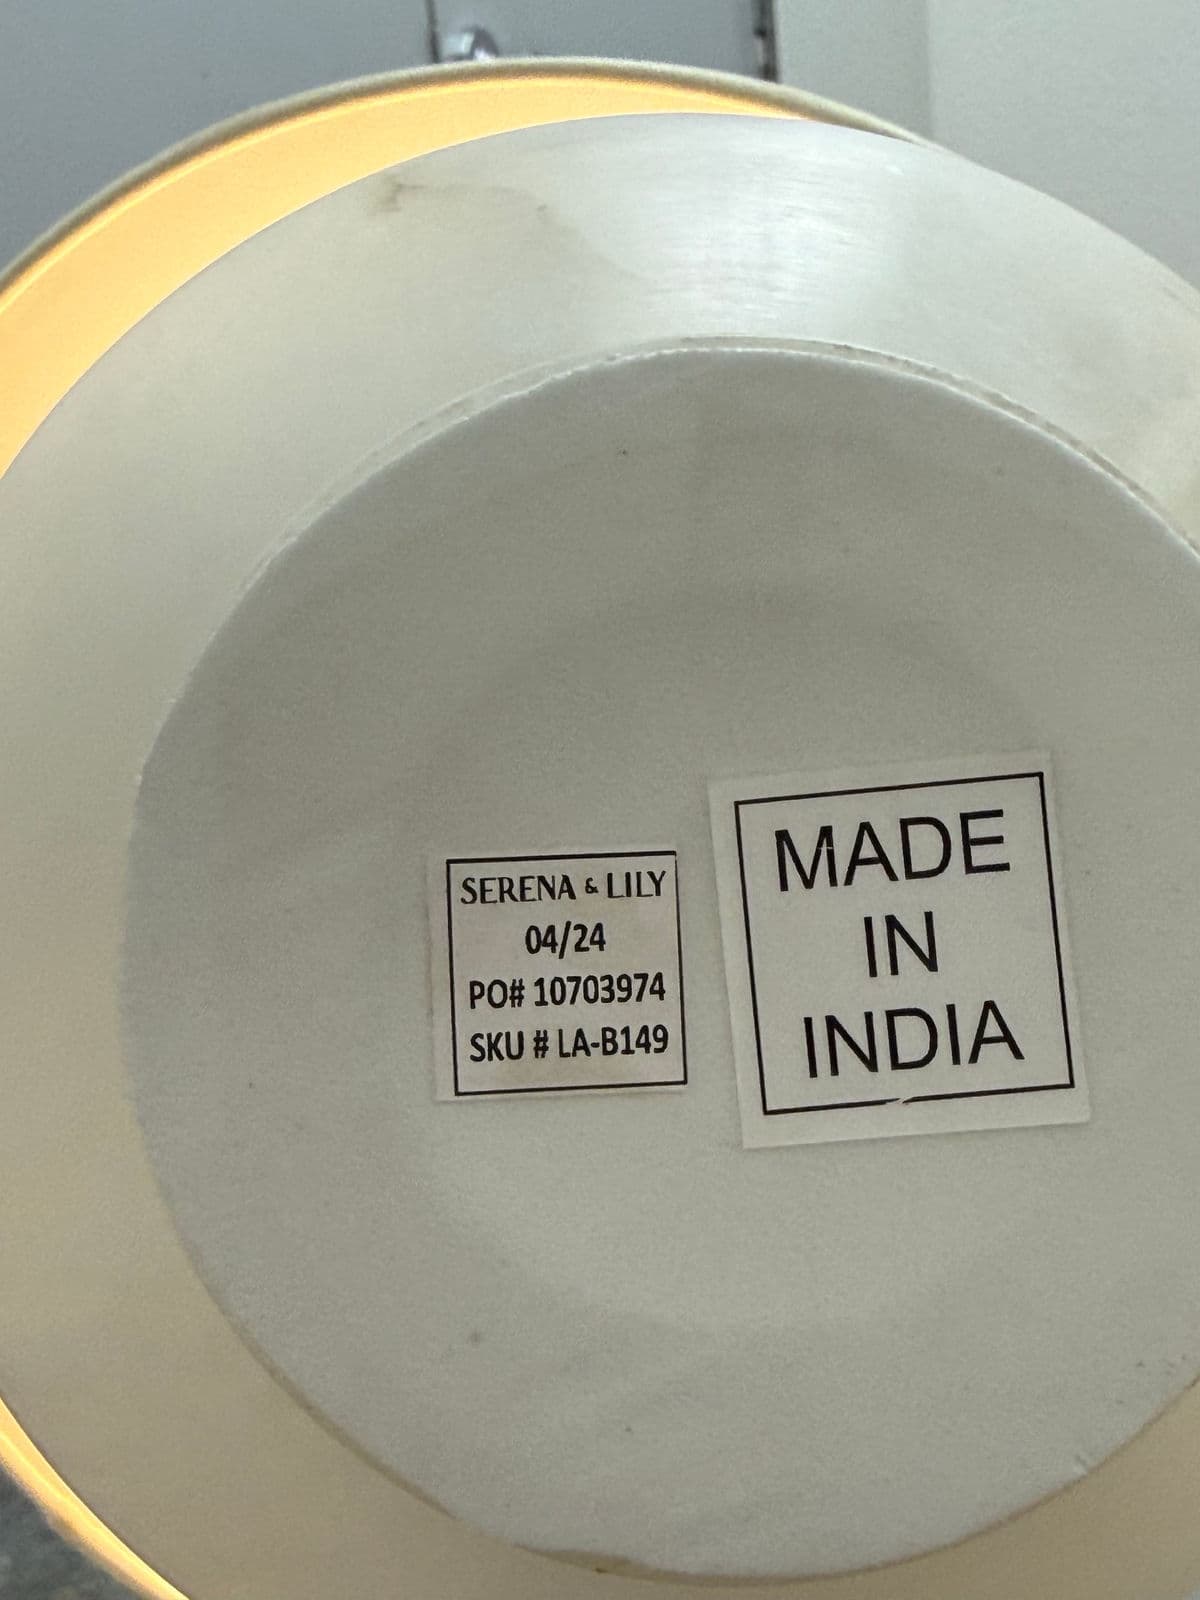 SERENA & LILY
04/24
PO# 10703974
SKU # LA-B149
MADE
IN
INDIA